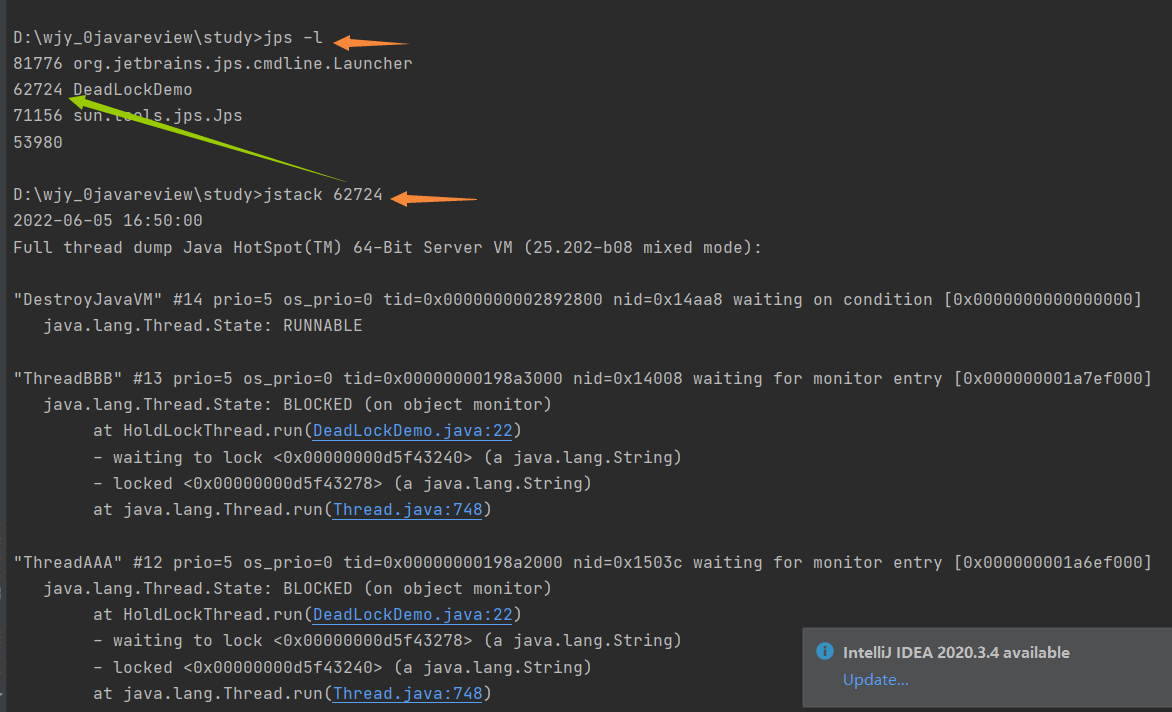 D:\wjy_0javareview\study>jps -l
81776 org.jetbrains.jps.cmdline.Launcher
62724 DeadLockDemo
71156 sun.tools.jps.Jps
53980
D:\wjy_0javareview\study>jstack 62724
2022-06-05 16:50:00
Full thread dump Java HotSpot(TM) 64-Bit Server VM (25.202-b08 mixed mode):
"DestroyJavaVM" #14 prio=5 os_prio=0 tid=0x0000000002892800 nid=0x14aa8 waiting on condition [0x0000000000000000]
java.lang.Thread.State: RUNNABLE
"ThreadBBB" #13 prio=5 os_prio=0 tid=0x00000000198a3000 nid=0x14008 waiting for monitor entry [0x000000001a7ef000]
java.lang.Thread.State: BLOCKED (on object monitor)
at HoldLockThread.run(DeadLockDemo.java:22)
- waiting to lock <0x00000000d5f43240> (a java.lang.String)
- locked <0x00000000d5f43278> (a java.lang.String)
at java.lang.Thread.run(Thread.java:748)
"ThreadAAA" #12 prio=5 os_prio=0 tid=0x00000000198a2000 nid=0x1503c waiting for monitor entry [0x000000001a6ef000]
java.lang.Thread.State: BLOCKED (on object monitor)
at HoldLockThread.run(DeadLockDemo.java:22)
- waiting to lock <0x00000000d5f43278> (a java.lang.String)
- locked <0x00000000d5f43240> (a java.lang.String)
at java.lang.Thread.run(Thread.java:748)
IntelliJ IDEA 2020.3.4 available
Update...